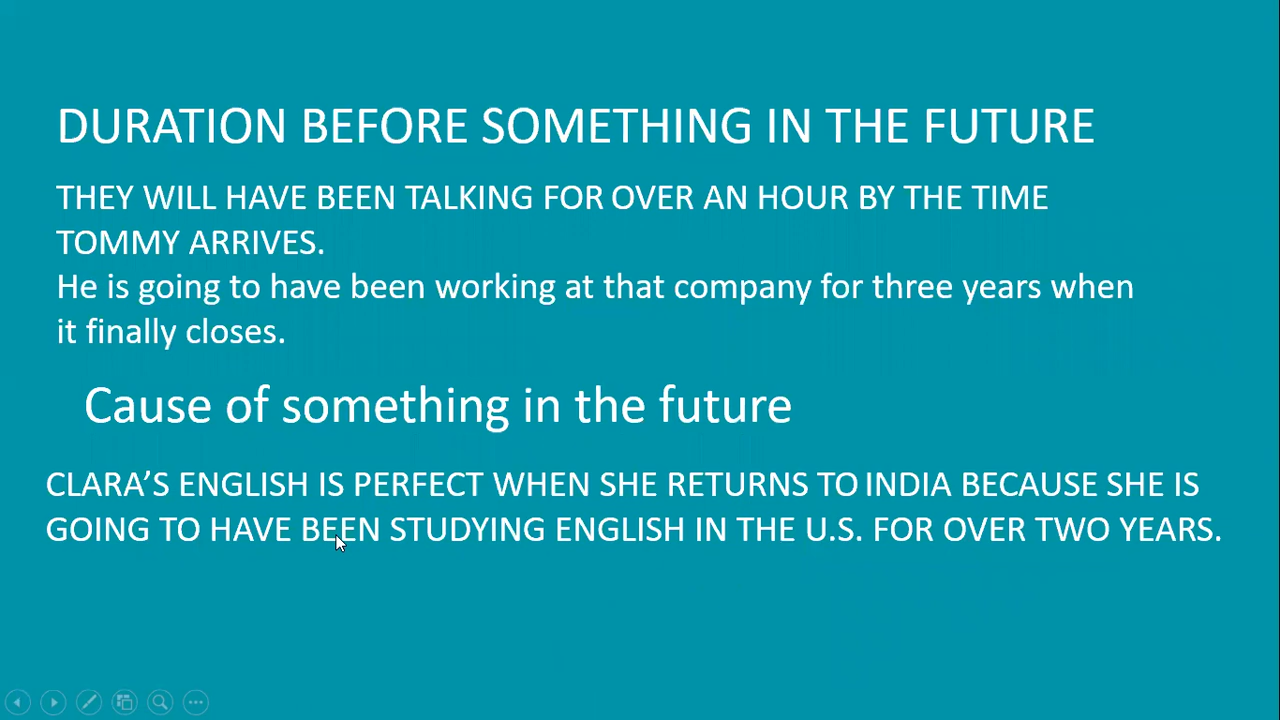 DURATION BEFORE SOMETHING IN THE FUTURE
THEY WILL HAVE BEEN TALKING FOR OVER AN HOUR BY THE TIME
TOMMY ARRIVES.
He is going to have been working at that company for three years when
it finally closes.
Cause of something in the future
CLARA’S ENGLISH IS PERFECT WHEN SHE RETURNS TO INDIA BECAUSE SHE IS
GOING TO HAVE BEEN STUDYING ENGLISH IN THE U.S. FOR OVER TWO YEARS.